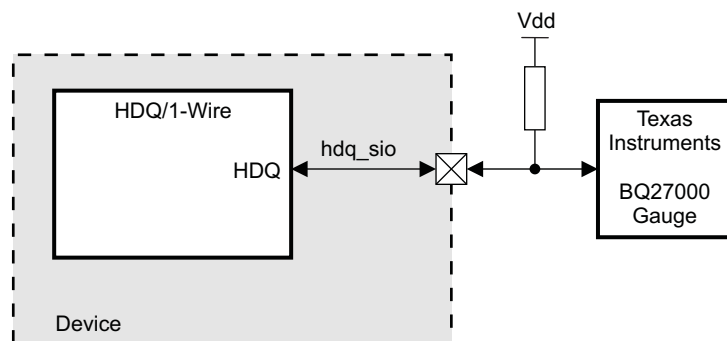 Vdd
HDQ/1-Wire
hdq_sio
HDQ
Texas
Instruments
BQ27000
Gauge
Device